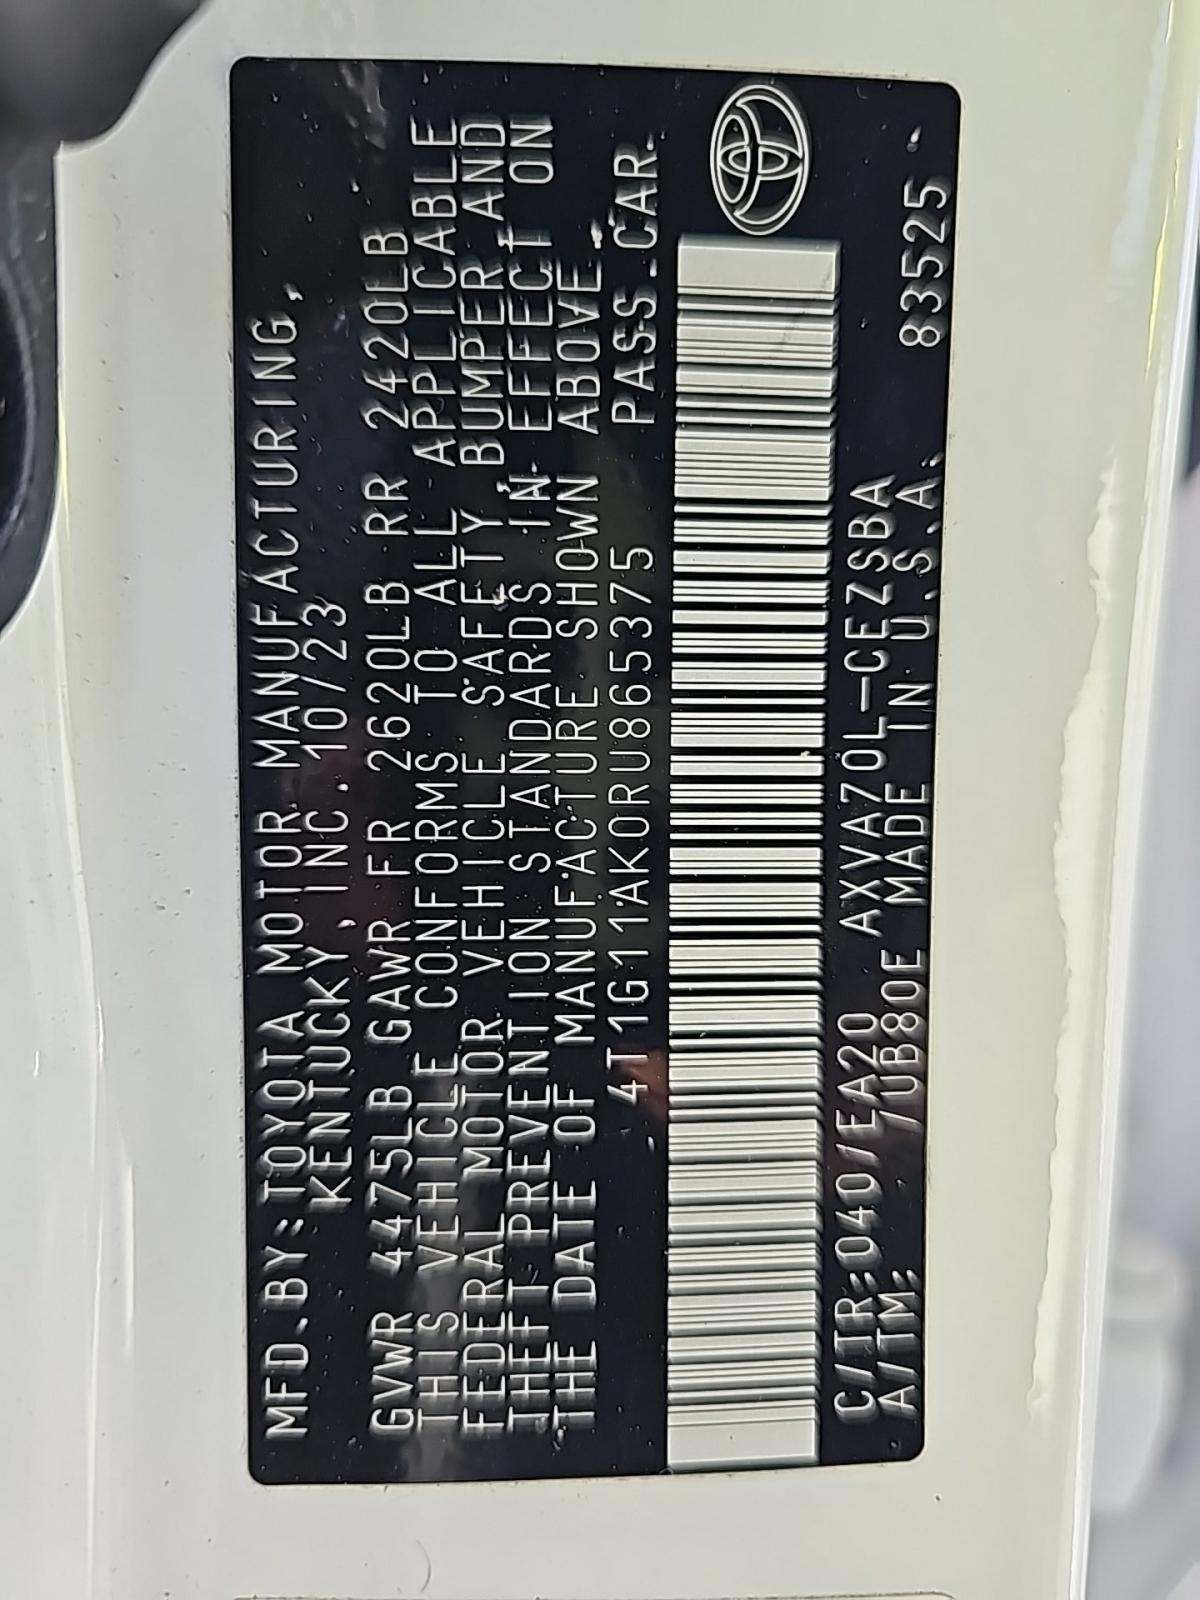 MFD.BY:TOYOTA MOTOR MANUFACTURING,
KENTUCKY, INC. 10/23
GVWR 4475LB GAWR FR 2620LB RR 2420LB
THIS VEHICLE CONFORMS TO ALL APPLICABLE
FEDERAL MOTOR VEHICLE SAFETY, BUMPER AND
THEFT PREVENTION STANDARDS IN EFFECT ON
THE DATE OF MANUFACTURE SHOWN ABOVE.
4T1G11AK0RU865375 PASS.CAR
C/TR:040/EA20 AXVA70L-CEZSBA
A/TM: /UB80E MADE IN U.S.A. 83525